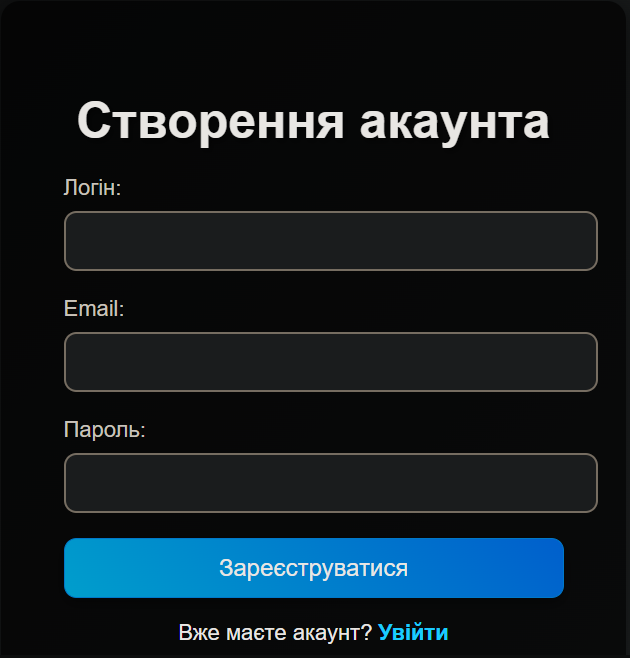 Створення акаунта
Логін:
Email:
Пароль:
Зареєструватися
Вже маєте акаунт? Увійти